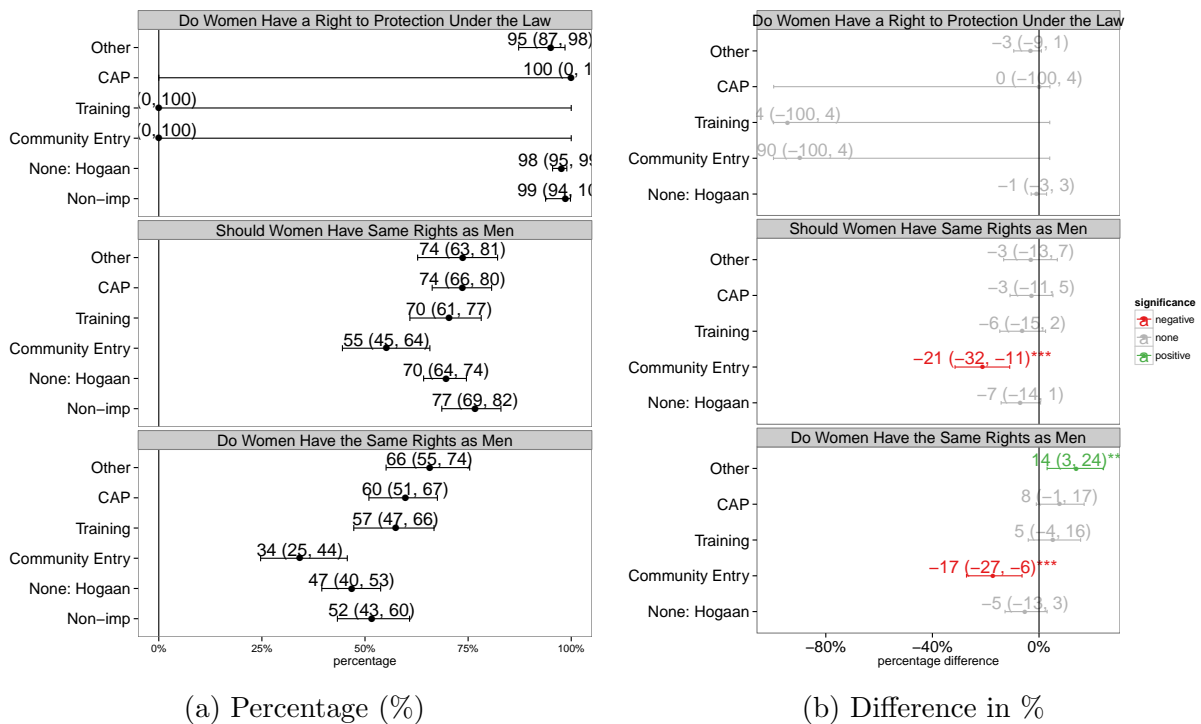 Do Women Have a Right to Protection Under the Law
Other
95 (87, 98)
CAP
100 (0, 1
Training
(0, 100)
Community Entry
(0, 100)
None: Hogaan
98 (95, 99
Non−imp
99 (94, 10
Should Women Have Same Rights as Men
Other
74 (63, 81)
CAP
74 (66, 80)
Training
70 (61, 77)
Community Entry
55 (45, 64)
None: Hogaan
70 (64, 74)
Non−imp
77 (69, 82)
Do Women Have the Same Rights as Men
Other
66 (55, 74)
CAP
60 (51, 67)
Training
57 (47, 66)
Community Entry
34 (25, 44)
None: Hogaan
47 (40, 53)
Non−imp
52 (43, 60)
0% 25% 50% 75% 100%
percentage
(a) Percentage (%)
Do Women Have a Right to Protection Under the Law
Other
−3 (−9, 1)
CAP
0 (−100, 4)
Training
4 (−100, 4)
Community Entry
90 (−100, 4)
None: Hogaan
−1 (−3, 3)
Should Women Have Same Rights as Men
Other
−3 (−13, 7)
CAP
−3 (−11, 5)
Training
−6 (−15, 2)
Community Entry
−21 (−32, −11)***
None: Hogaan
−7 (−14, 1)
Do Women Have the Same Rights as Men
Other
14 (3, 24)**
CAP
8 (−1, 17)
Training
5 (−4, 16)
Community Entry
−17 (−27, −6)***
None: Hogaan
−5 (−13, 3)
−80% −40% 0%
percentage difference
significance
a negative
a none
a positive
(b) Difference in %